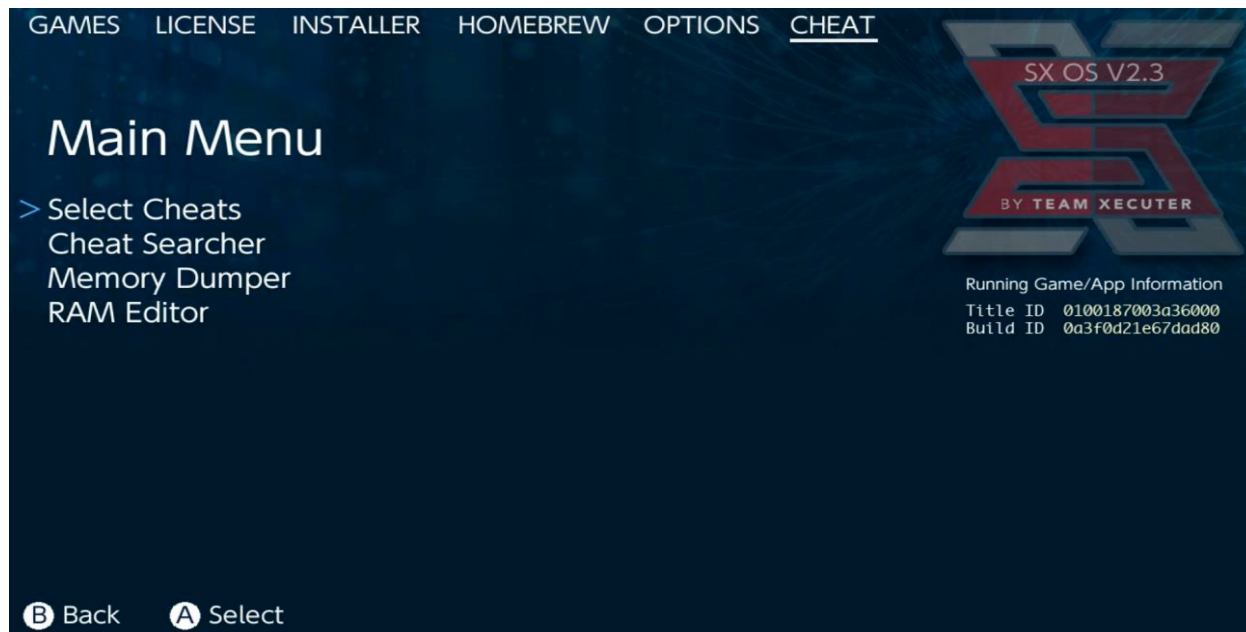 GAMES LICENSE INSTALLER HOMEBREW OPTIONS CHEAT
SX OS V2.3
BY TEAM XECUTER
Main Menu
> Select Cheats
Cheat Searcher
Memory Dumper
RAM Editor
Running Game/App Information
Title ID 0100187003a36000
Build ID 0a3f0d21e67dad80
B Back A Select